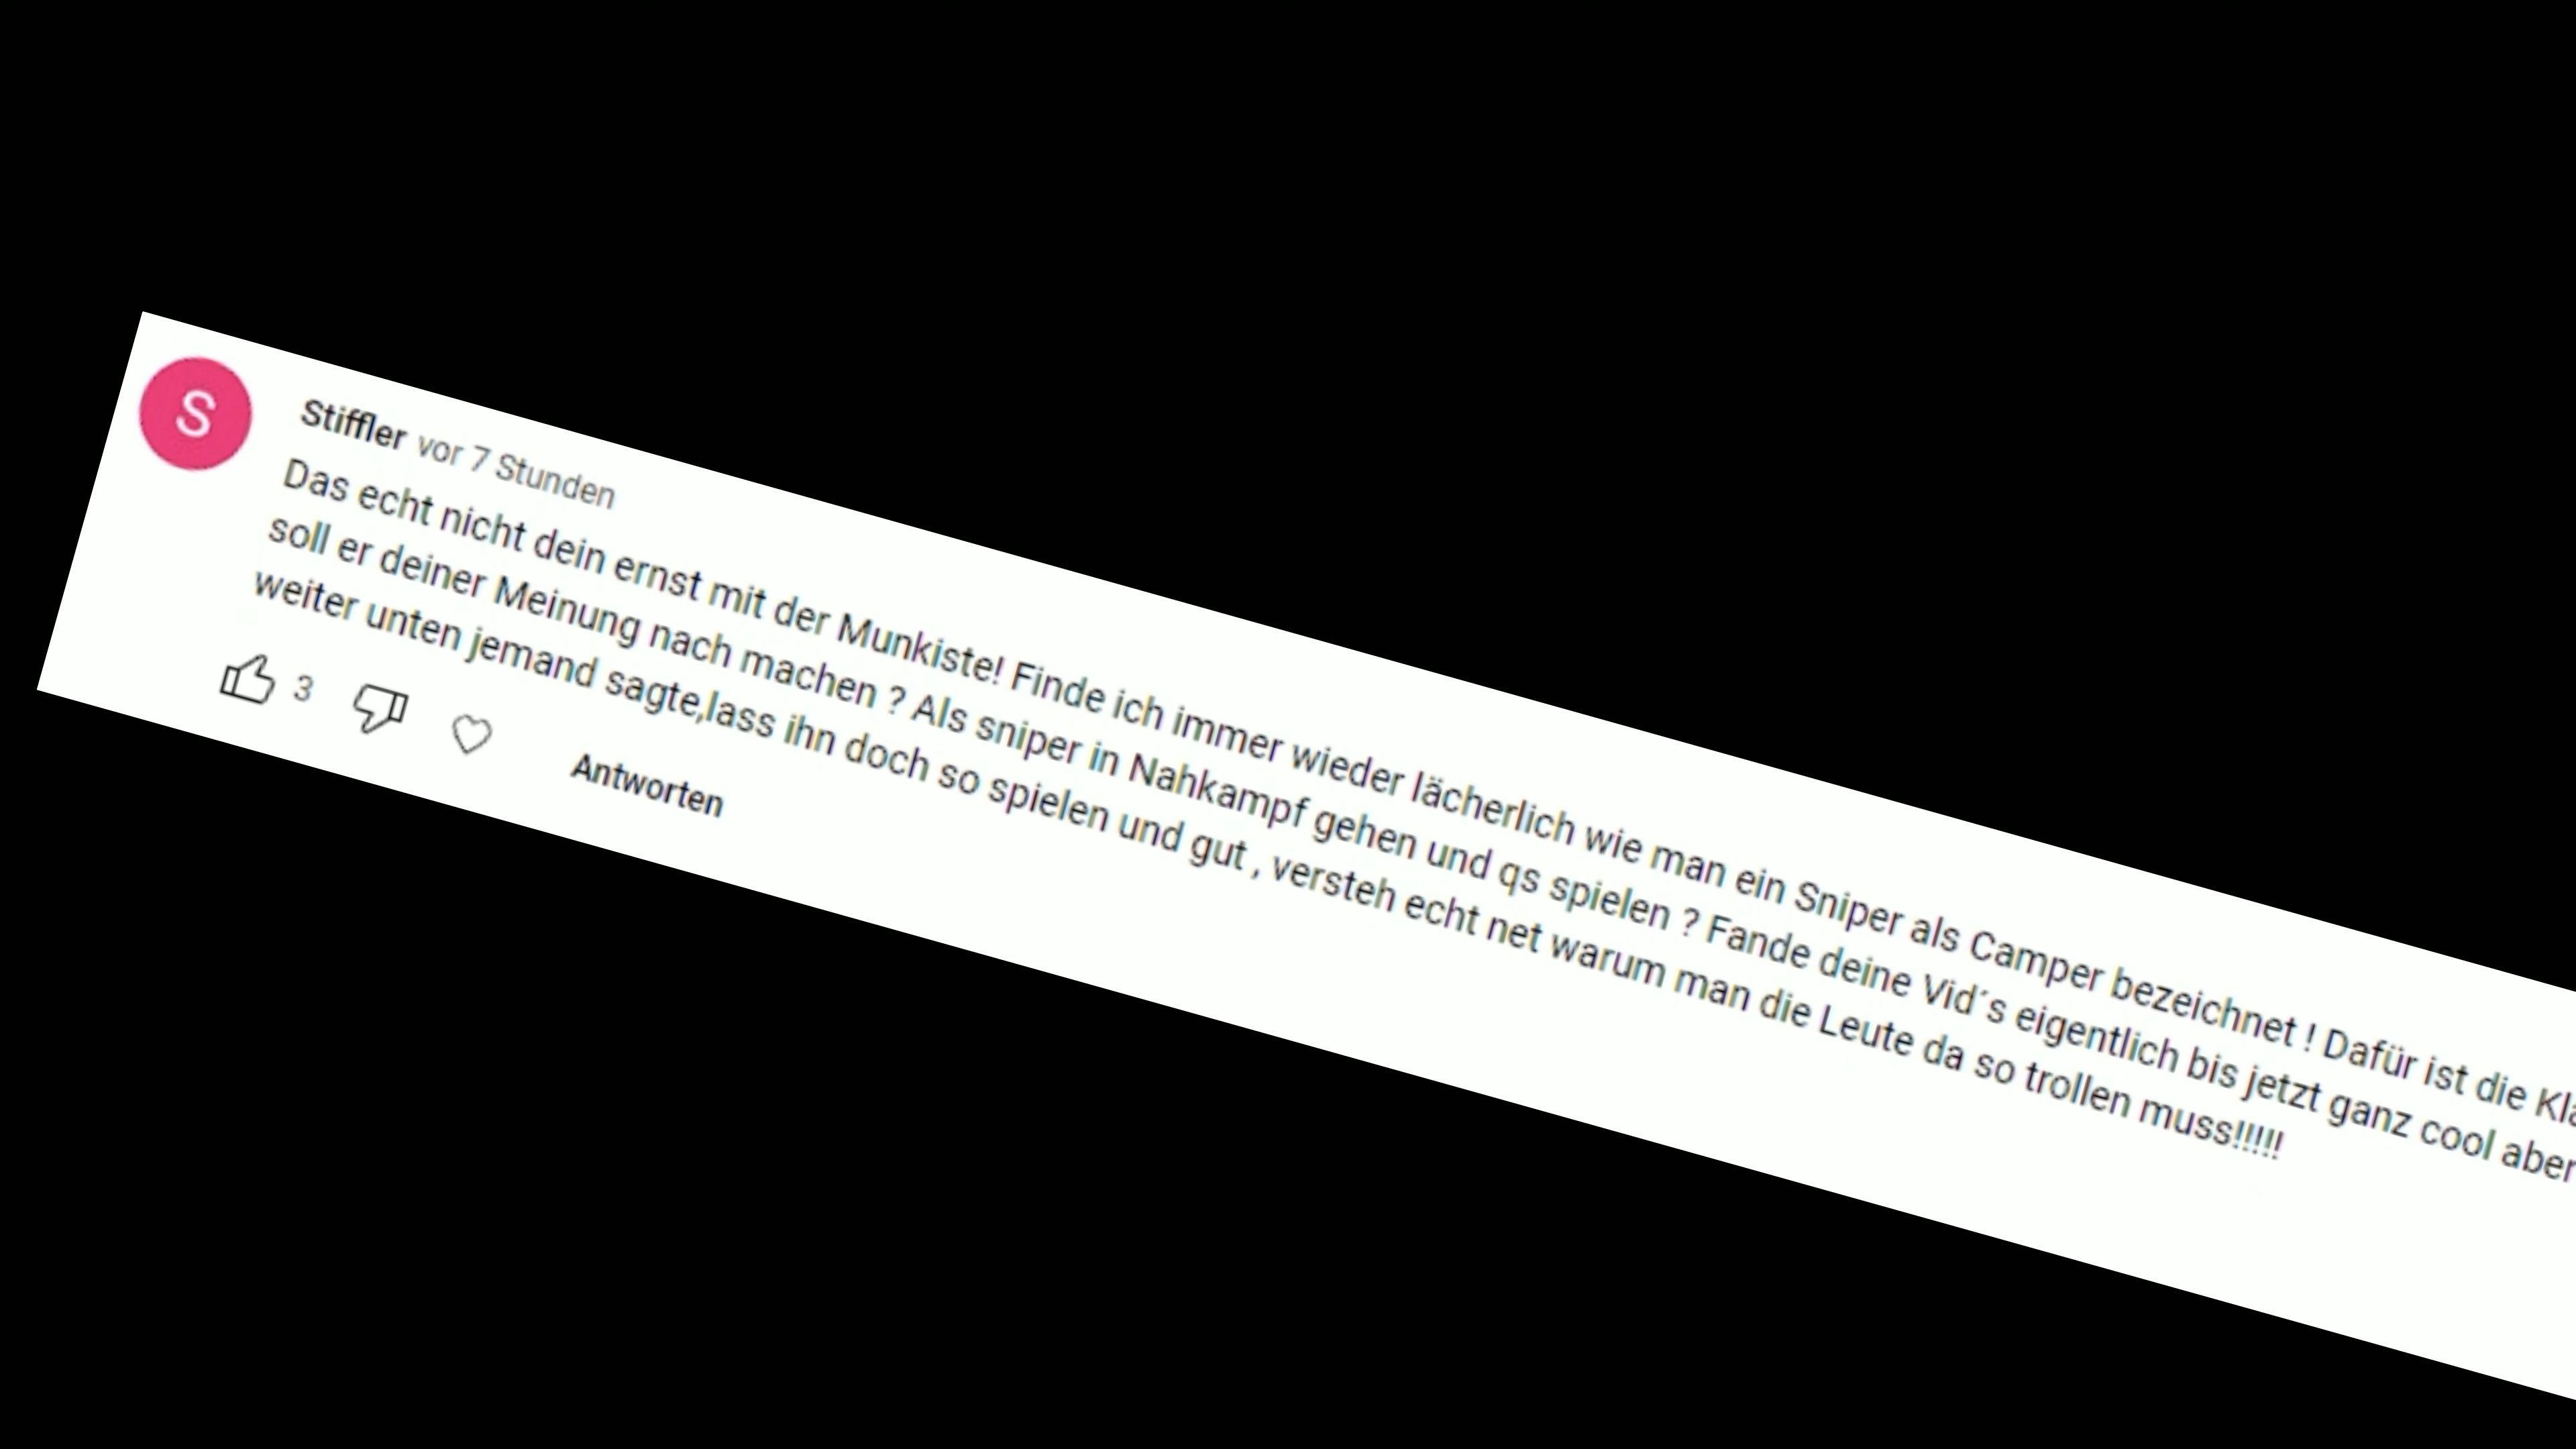 S
Stiffler vor 7 Stunden
Das echt nicht dein ernst mit der Munkiste! Finde ich immer wieder lächerlich wie man ein Sniper als Camper bezeichnet ! Dafür ist die
soll er deiner Meinung nach machen ? Als sniper in Nahkampf gehen und qs spielen ? Fande deine Vid´s eigentlich bis jetzt ganz cool aber
weiter unten jemand sagte,lass ihn doch so spielen und gut , versteh echt net warum man die Leute da so trollen muss!!!!!
3
Antworten